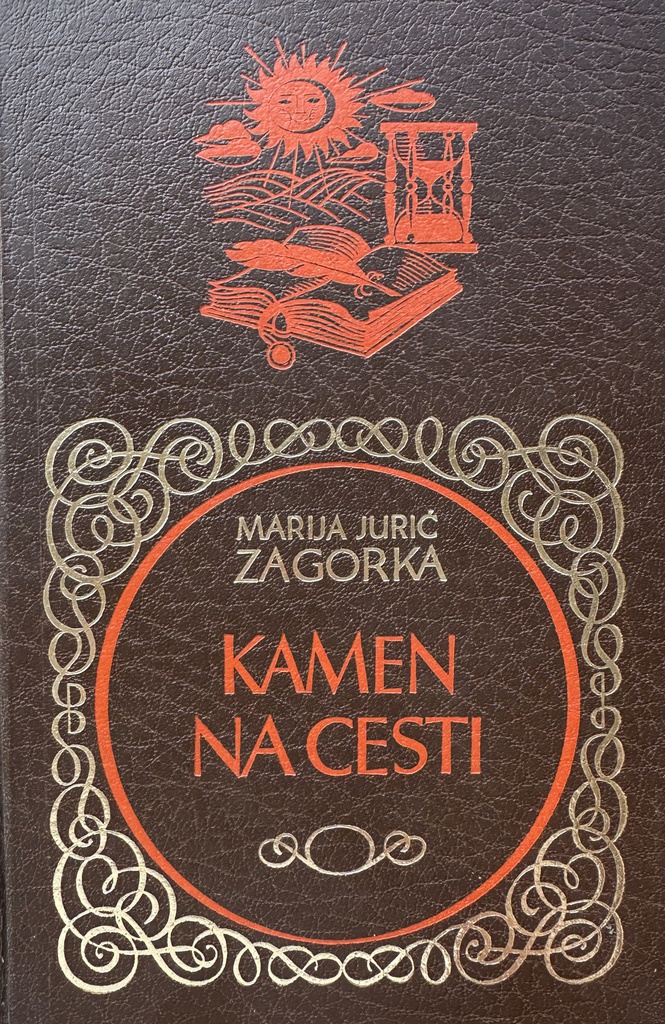 MARIJA JURIĆ
ZAGORKA
KAMEN
NA CESTI